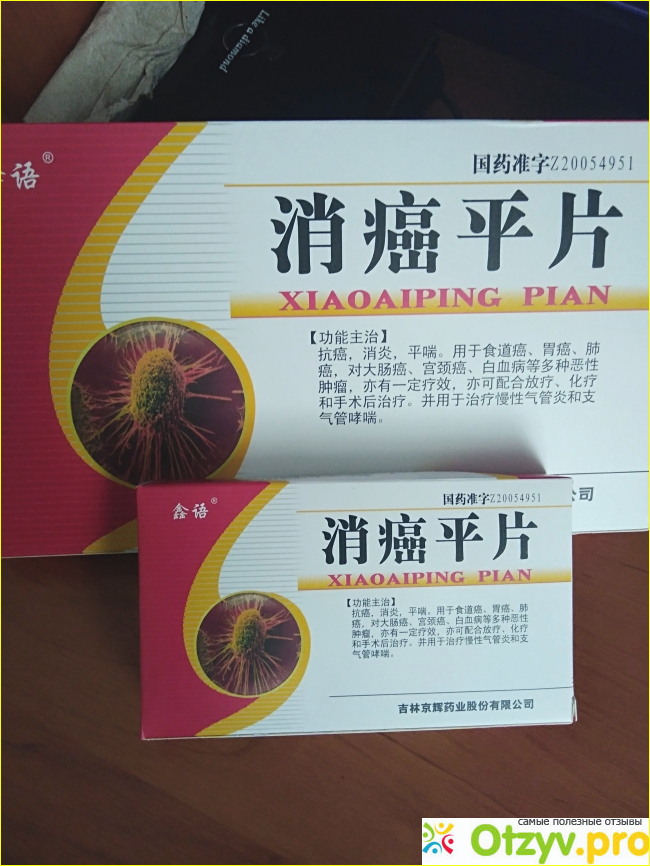 Like a diamond
语®
国药准字Z20054951
消癌平片
XIAOAIPING PIAN
【功能主治】
抗癌，消炎，平喘。用于食道癌、胃癌、肺
癌，对大肠癌、宫颈癌、白血病等多种恶性
肿瘤，亦有一定疗效，亦可配合放疗、化疗
和手术后治疗。并用于治疗慢性气管炎和支
气管哮喘。
公司
鑫语®
国药准字Z20054951
消癌平片
XIAOAIPING PIAN
【功能主治】
抗癌，消炎，平喘。用于食道癌、胃癌、肺
癌，对大肠癌、宫颈癌、白血病等多种恶性
肿瘤，亦有一定疗效，亦可配合放疗、化疗
和手术后治疗。并用于治疗慢性气管炎和支
气管哮喘。
吉林京辉药业股份有限公司
самые полезные отзывы
Otzyv.pro